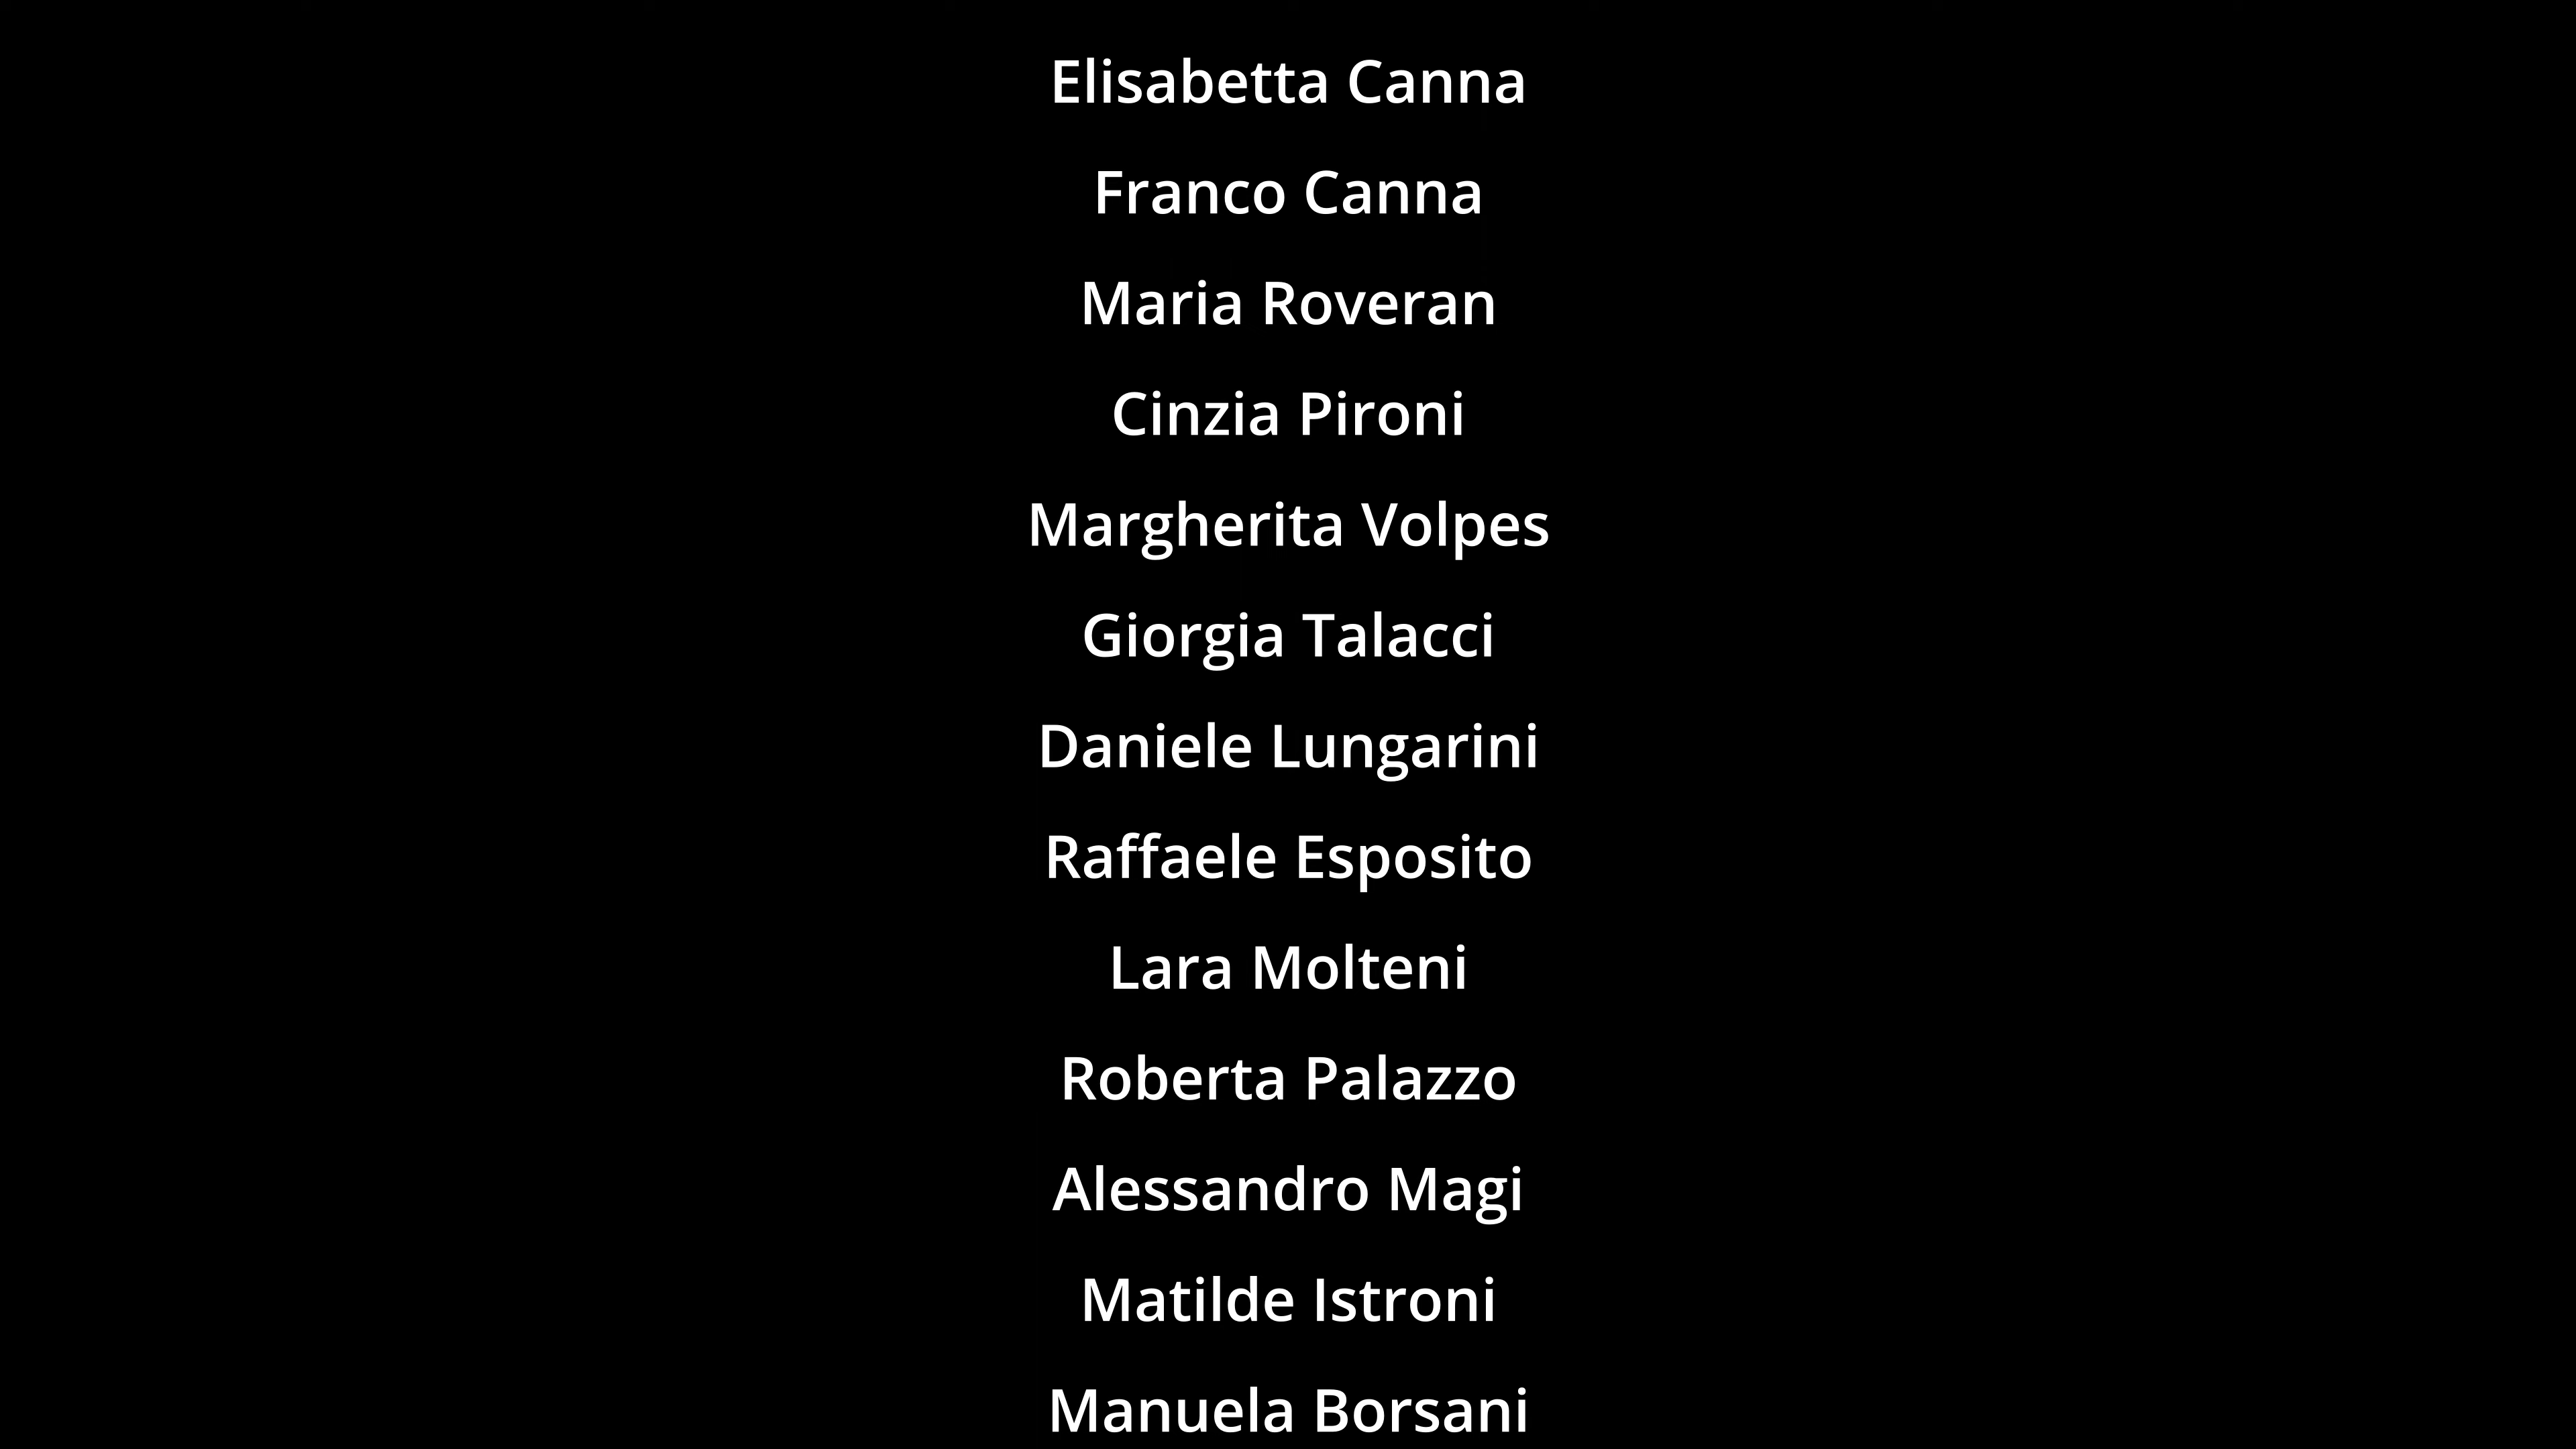 Elisabetta Canna
Franco Canna
Maria Roveran
Cinzia Pironi
Margherita Volpes
Giorgia Talacci
Daniele Lungarini
Raffaele Esposito
Lara Molteni
Roberta Palazzo
Alessandro Magi
Matilde Istroni
Manuela Borsani